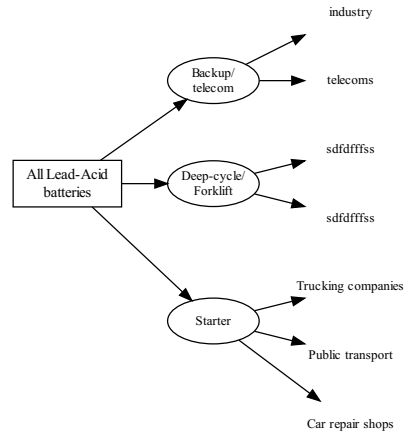 industry
Backup/
telecom
telecoms
sdfdfffss
All Lead-Acid
batteries
Deep-cycle/
Forklift
sdfdfffss
Trucking companies
Starter
Public transport
Car repair shops